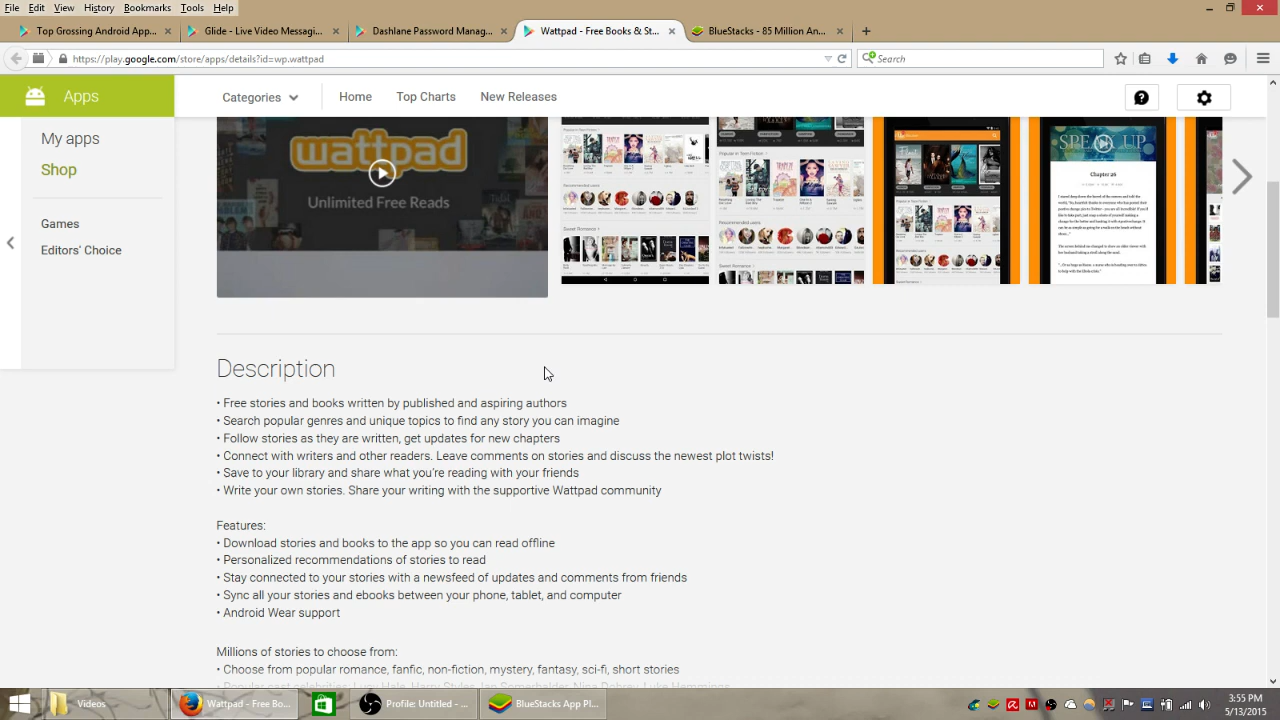 File Edit View History Bookmarks Tools Help
Top Grossing Android App...
Glide - Live Video Messagi...
Dashlane Password Manag...
Wattpad - Free Books & St...
BlueStacks - 85 Million An...
https://play.google.com/store/apps/details?id=wp.wattpad
Search
Apps
Categories
Home
Top Charts
New Releases
My apps
Shop
Games
Editors' Choice
wattpad
SPEAK UP
Chapter 26
Description
• Free stories and books written by published and aspiring authors
• Search popular genres and unique topics to find any story you can imagine
• Follow stories as they are written, get updates for new chapters
• Connect with writers and other readers. Leave comments on stories and discuss the newest plot twists!
• Save to your library and share what you're reading with your friends
• Write your own stories. Share your writing with the supportive Wattpad community
Features:
• Download stories and books to the app so you can read offline
• Personalized recommendations of stories to read
• Stay connected to your stories with a newsfeed of updates and comments from friends
• Sync all your stories and ebooks between your phone, tablet, and computer
• Android Wear support
Millions of stories to choose from:
• Choose from popular romance, fanfic, non-fiction, mystery, fantasy, sci-fi, short stories
Videos
Wattpad - Free Bo...
Profile: Untitled - ...
BlueStacks App Pl...
3:55 PM
5/13/2015